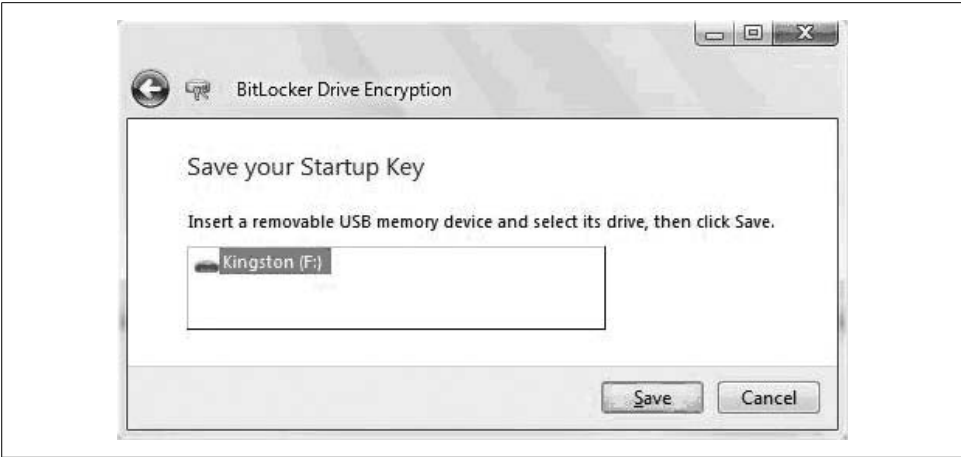 BitLocker Drive Encryption
Save your Startup Key
Insert a removable USB memory device and select its drive, then click Save.
Kingston (F:)
Save
Cancel